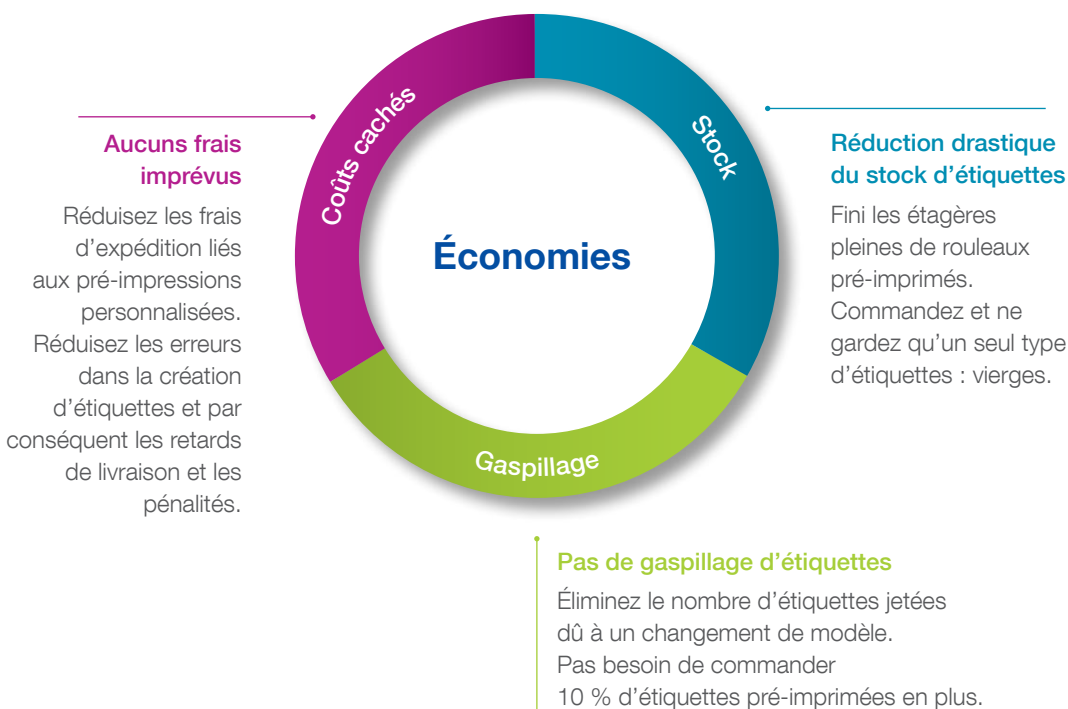 Coûts cachés
Stock
Économies
Gaspillage
Aucuns frais
imprévus
Réduisez les frais
d’expédition liés
aux pré-impressions
personnalisées.
Réduisez les erreurs
dans la création
d’étiquettes et par
conséquent les retards
de livraison et les
pénalités.
Réduction drastique
du stock d’étiquettes
Fini les étagères
pleines de rouleaux
pré-imprimés.
Commandez et ne
gardez qu’un seul type
d’étiquettes : vierges.
Pas de gaspillage d’étiquettes
Éliminez le nombre d’étiquettes jetées
dû à un changement de modèle.
Pas besoin de commander
10 % d’étiquettes pré-imprimées en plus.